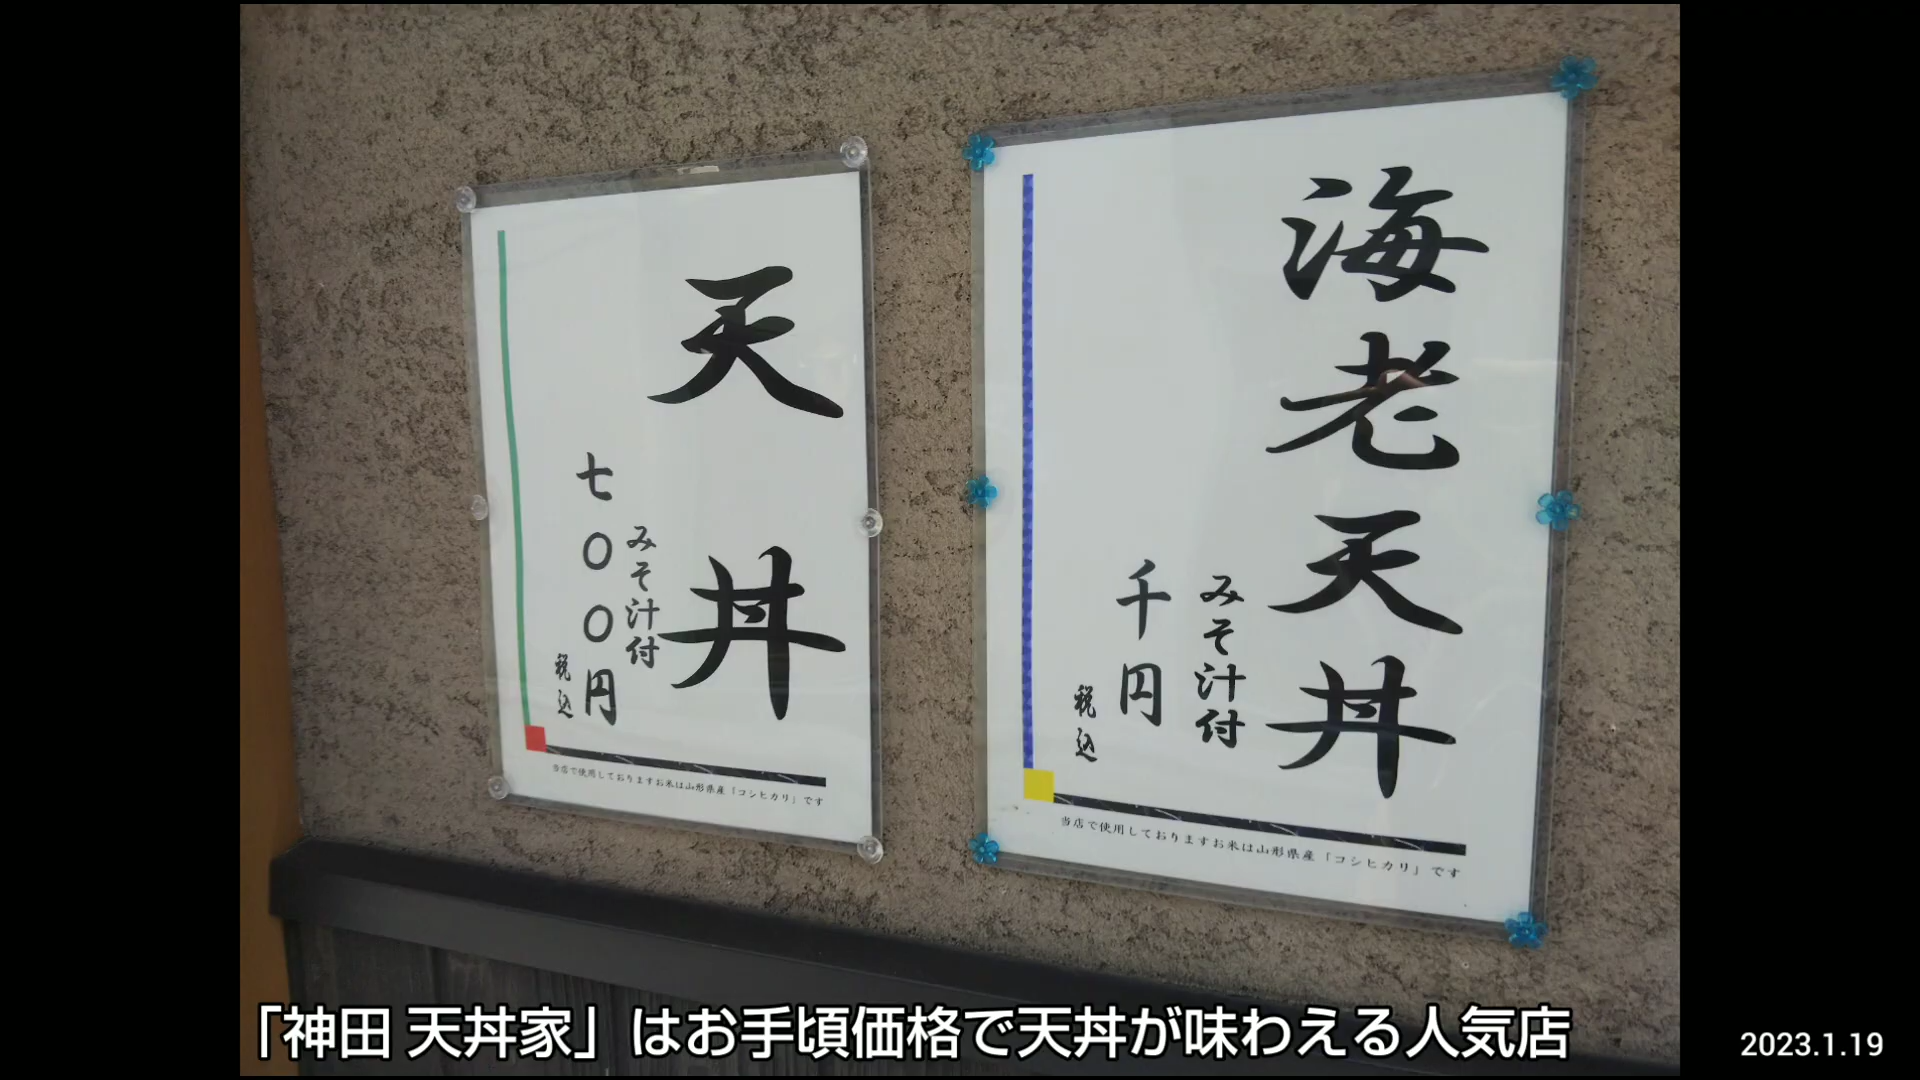 天丼
みそ汁付
七〇〇円
税込
当店で使用しておりますお米は山形県産「コシヒカリ」です
海老天丼
みそ汁付
千円
税込
当店で使用しておりますお米は山形県産「コシヒカリ」です
「神田 天丼家」はお手頃価格で天丼が味わえる人気店
2023.1.19